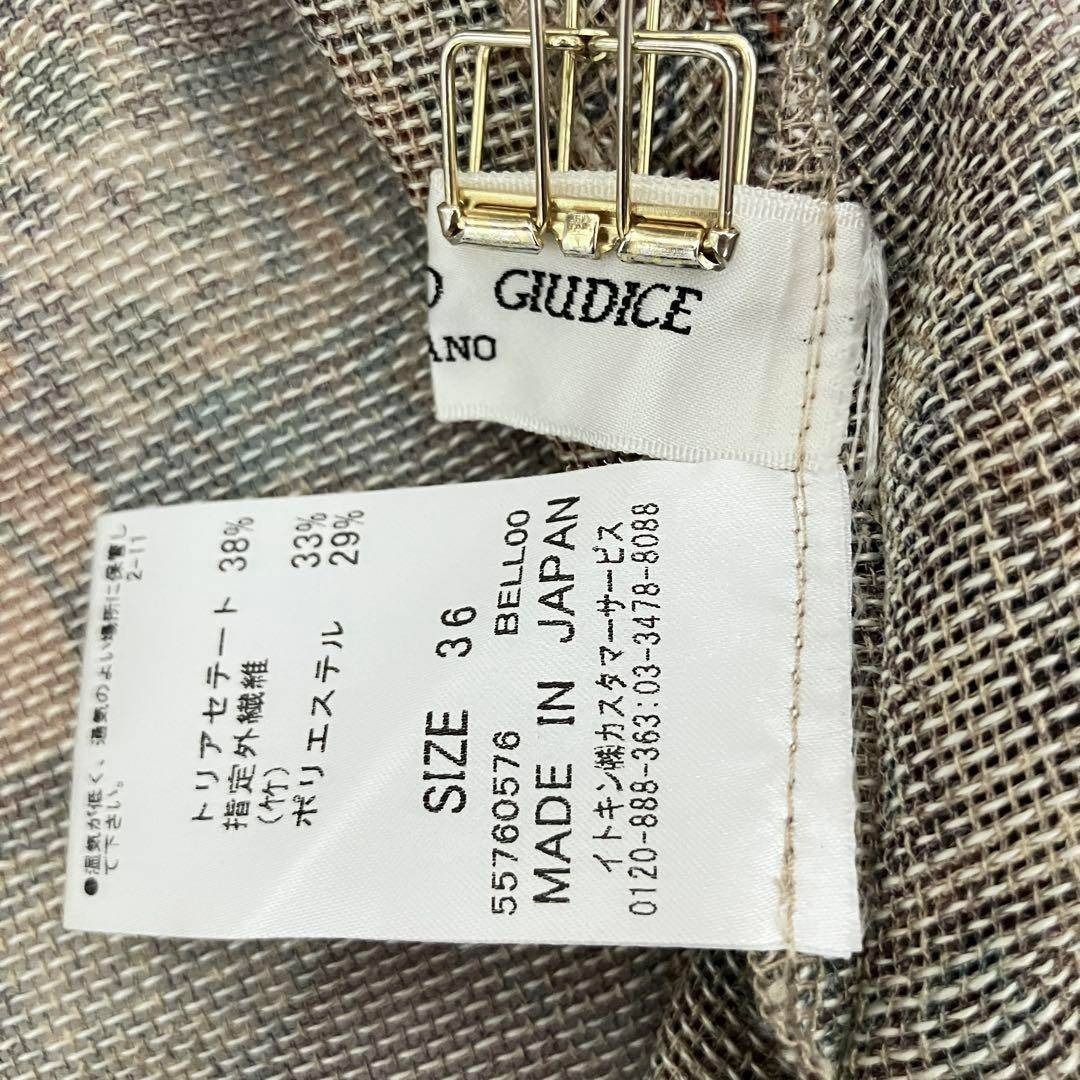 GIUDICE
●湿気が低く、通気のよい場所に保管し
て下さい。
2-11
トリアセテート 38%
指定外繊維
(竹) 33%
ポリエステル 29%
SIZE 36
55760576 BELLOO
MADE IN JAPAN
イトキン㈱カスタマーサービス
0120-888-363:03-3478-8088